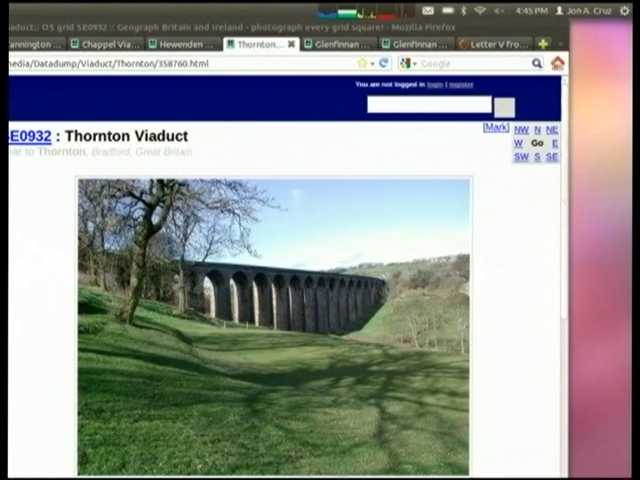 4:45 PM Jon A. Cruz
iaduct:: OS grid SE0932 :: Geograph Britain and Ireland - photograph every grid square! - Mozilla Firefox
annington ... Chappel Via... Hewenden ... Thornton... Glenfinnan ... Glenfinnan ... Letter V fro...
nedia/Datadump/Viaduct/Thornton/358760.html Google
You are not logged in login | register
[Mark] NW N NE
SE0932 : Thornton Viaduct W Go E
ar to Thornton, Bradford, Great Britain SW S SE